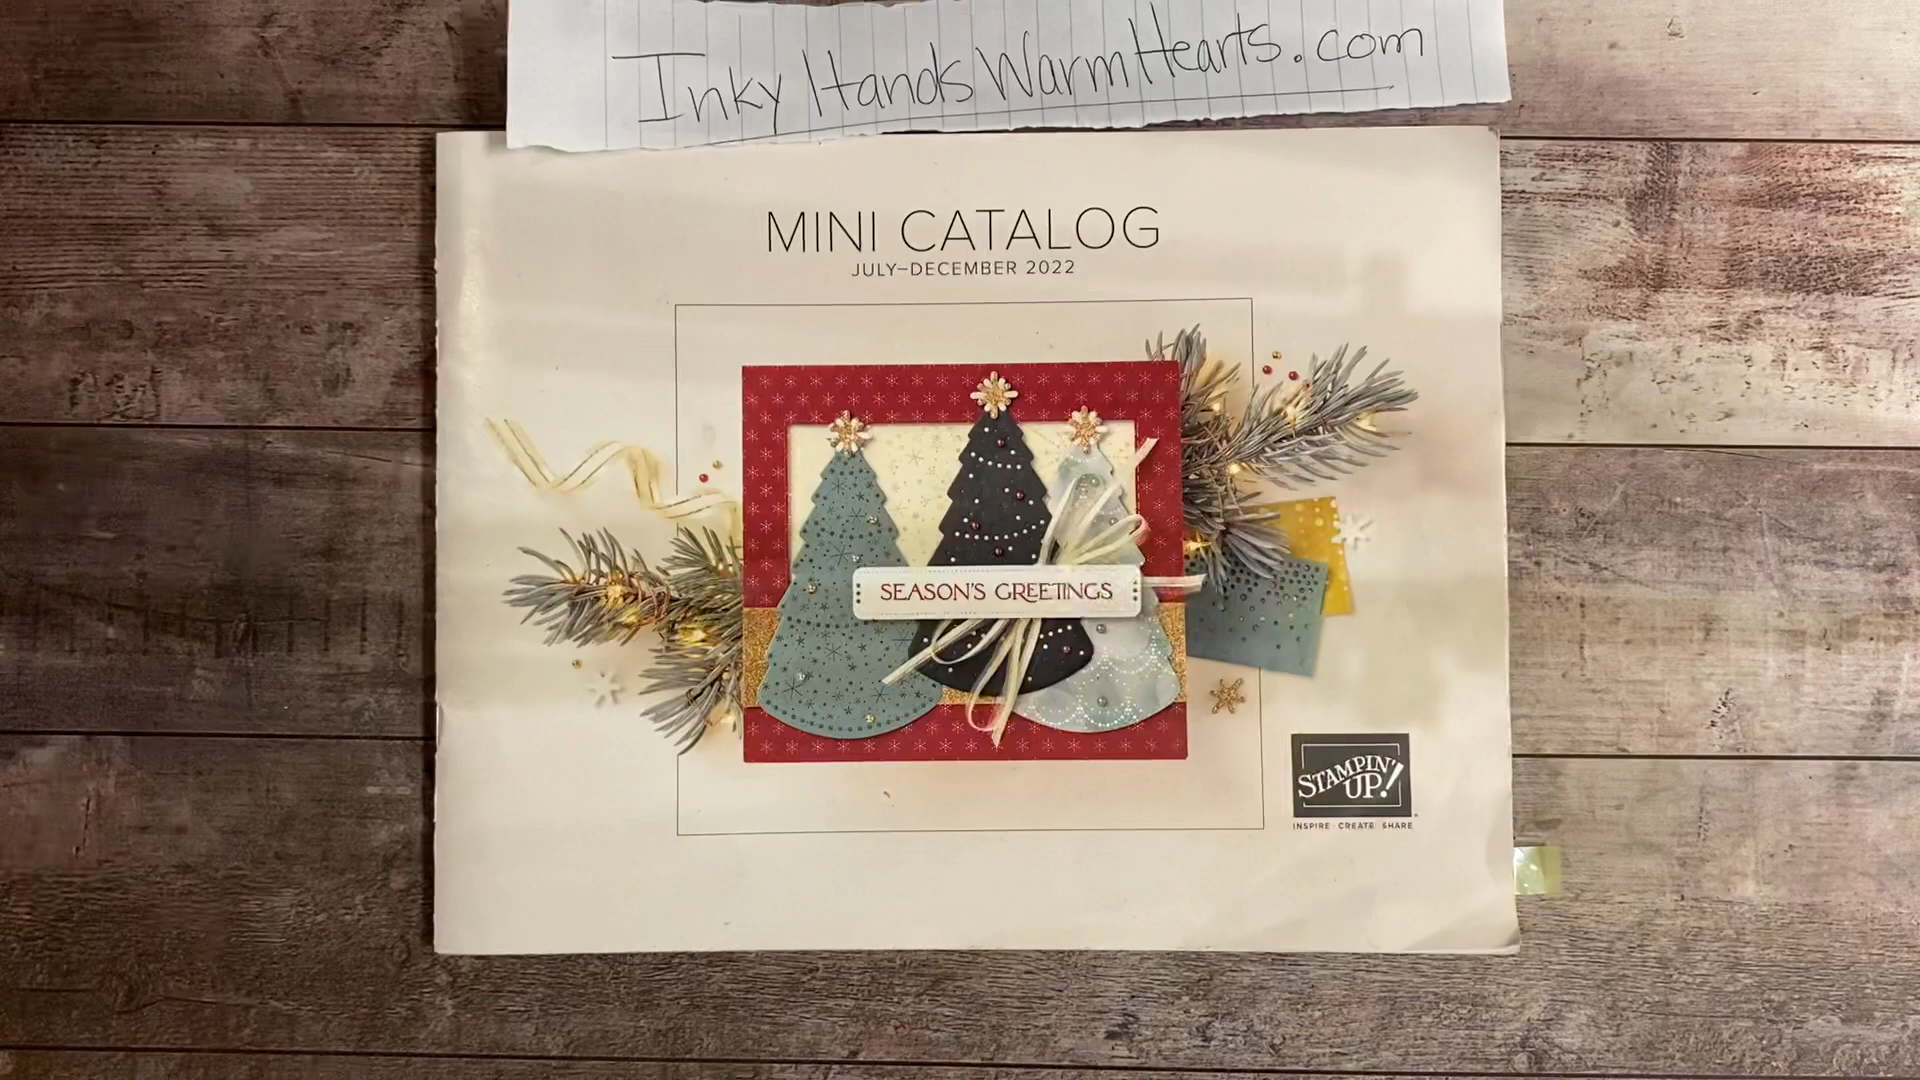 InkyHandsWarmHearts.com
MINI CATALOG
JULY–DECEMBER 2022
SEASON'S GREETINGS
STAMPIN'
UP!
INSPIRE CREATE SHARE